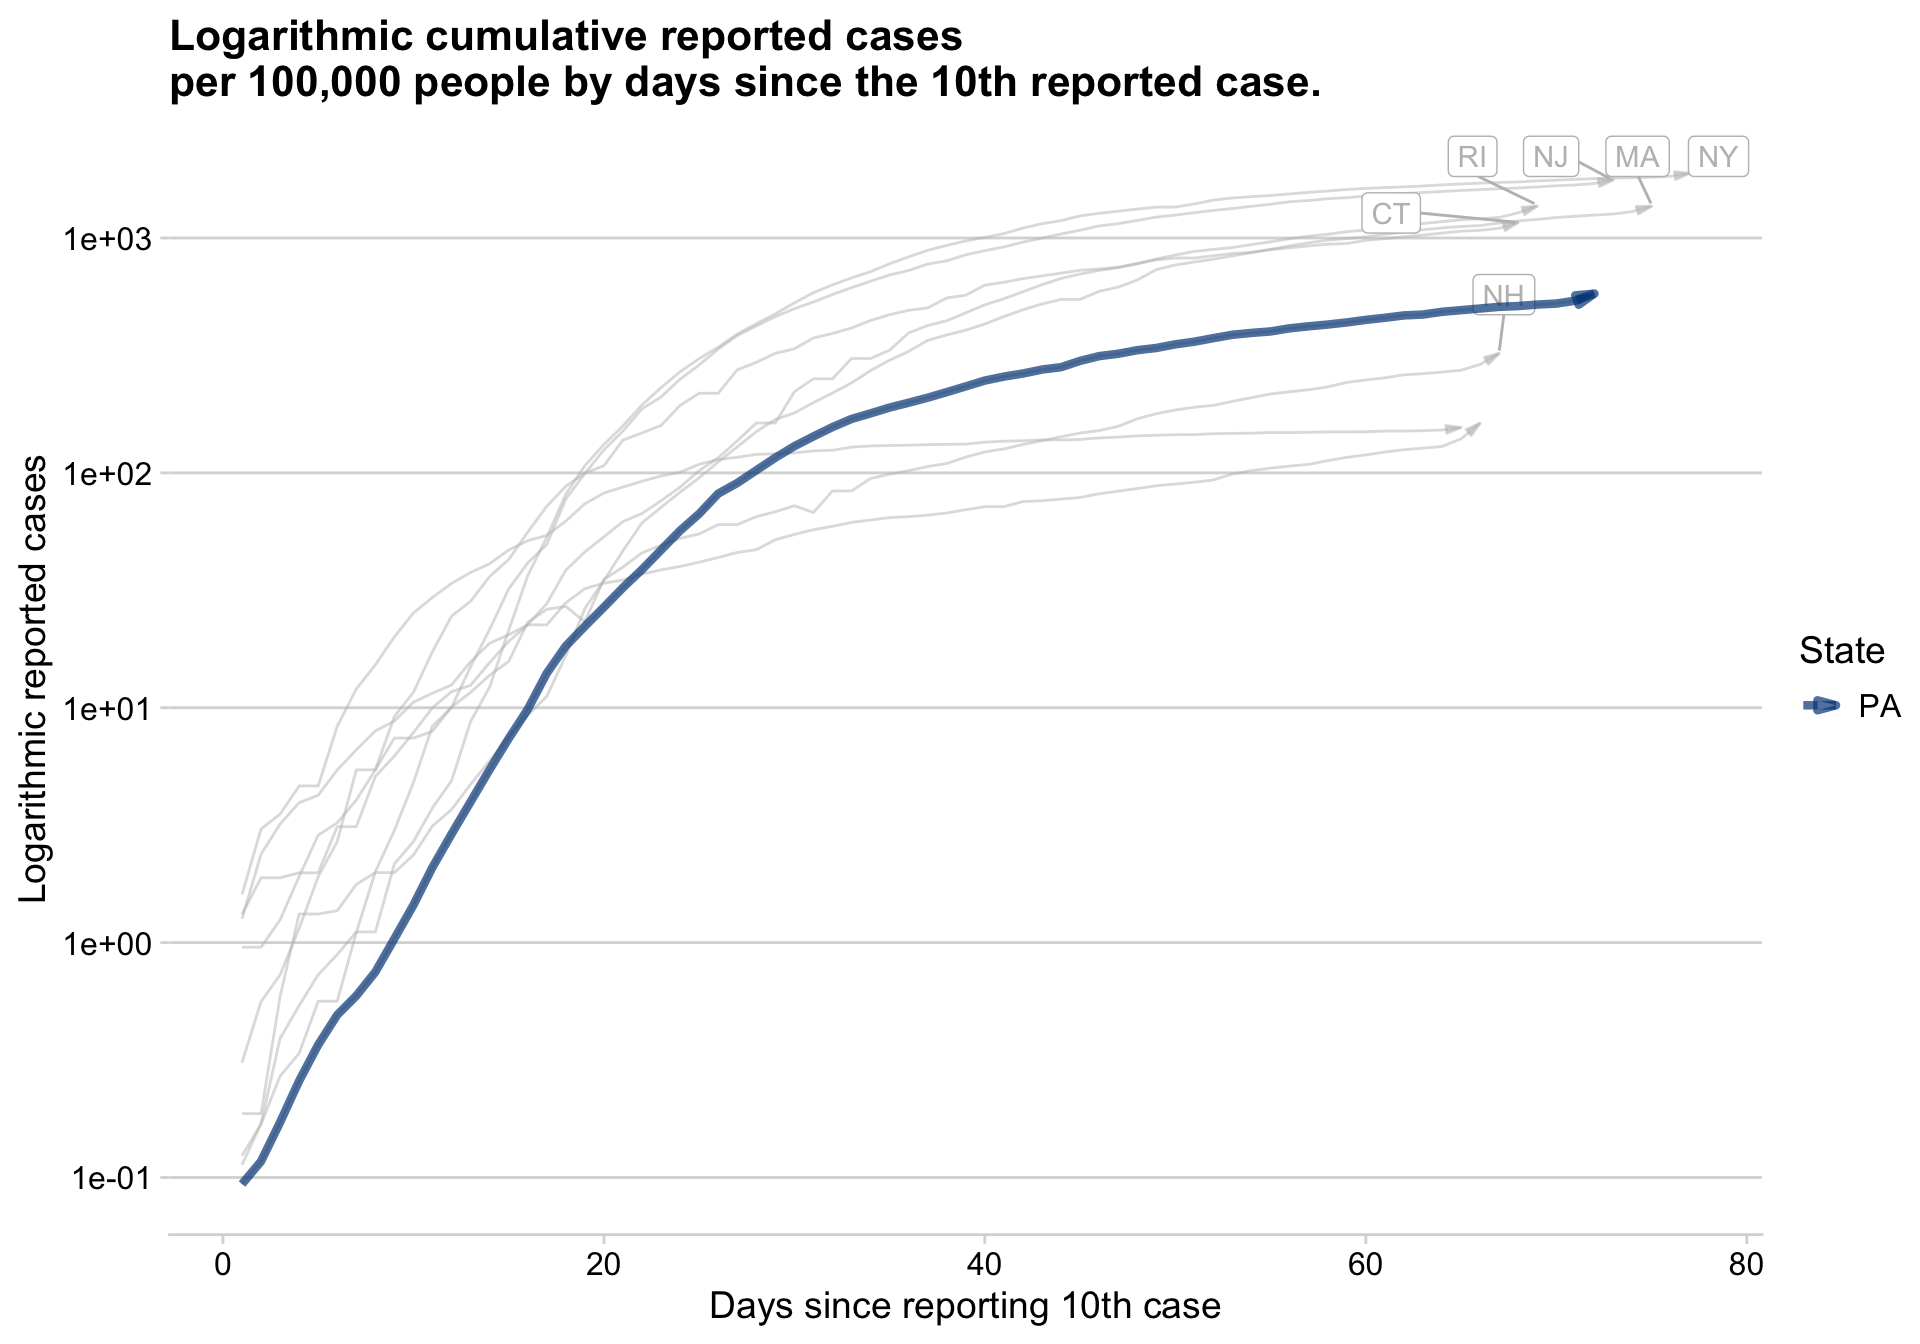 Logarithmic cumulative reported cases
per 100,000 people by days since the 10th reported case.
RI
NJ
MA
NY
CT
NH
1e+03
1e+02
1e+01
1e+00
1e-01
Logarithmic reported cases
0
20
40
60
80
Days since reporting 10th case
State
PA